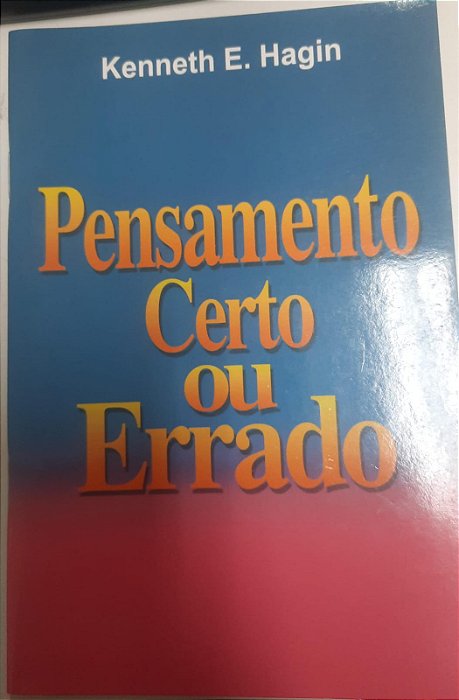 Kenneth E. Hagin
Pensamento
Certo
ou
Errado